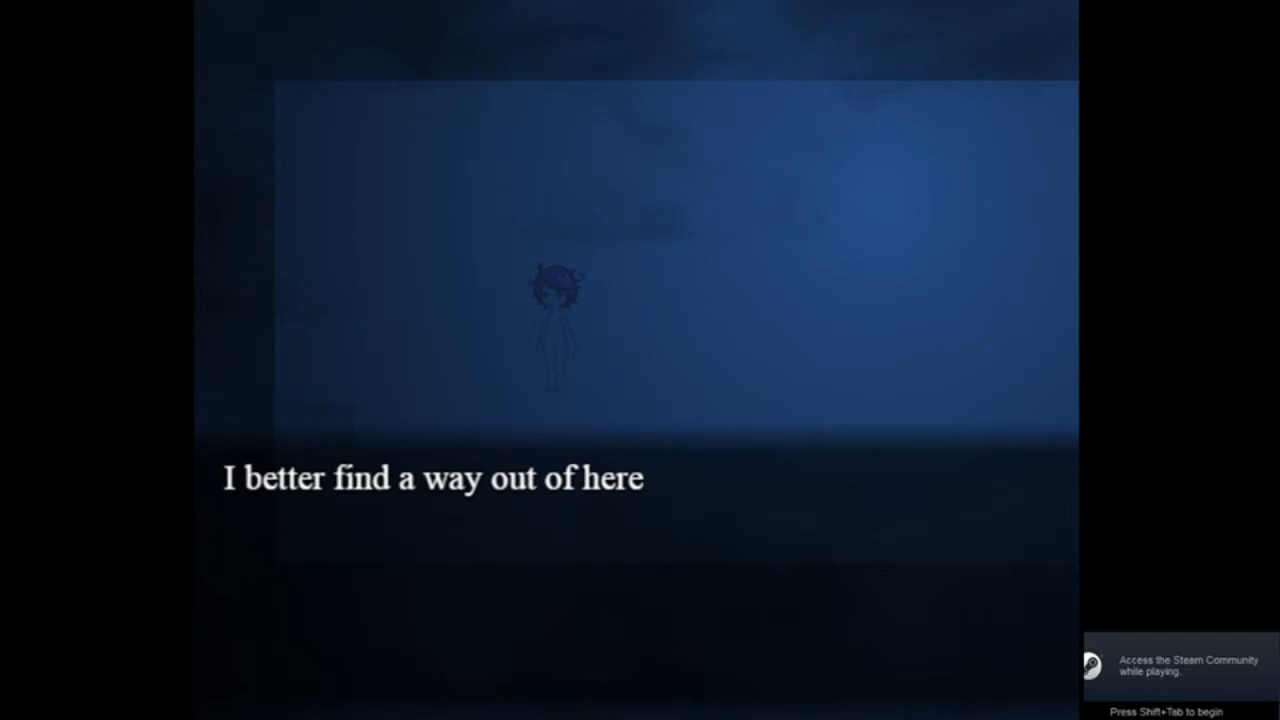 I better find a way out of here
Access the Steam Community
while playing.
Press Shift+Tab to begin